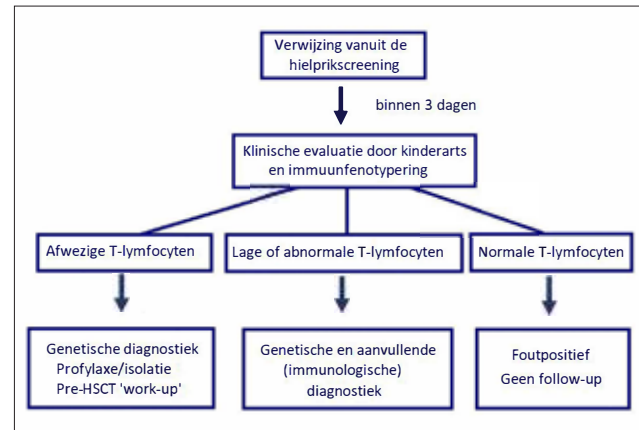 Verwijzing vanuit de
hielprikscreening
binnen 3 dagen
Klinische evaluatie door kinderarts
en immuunfenotypering
Afwezige T-lymfocyten
Lage of abnormale T-lymfocyten
Normale T-lymfocyten
Genetische diagnostiek
Profylaxe/isolatie
Pre-HSCT 'work-up'
Genetische en aanvullende
(immunologische)
diagnostiek
Foutpositief
Geen follow-up